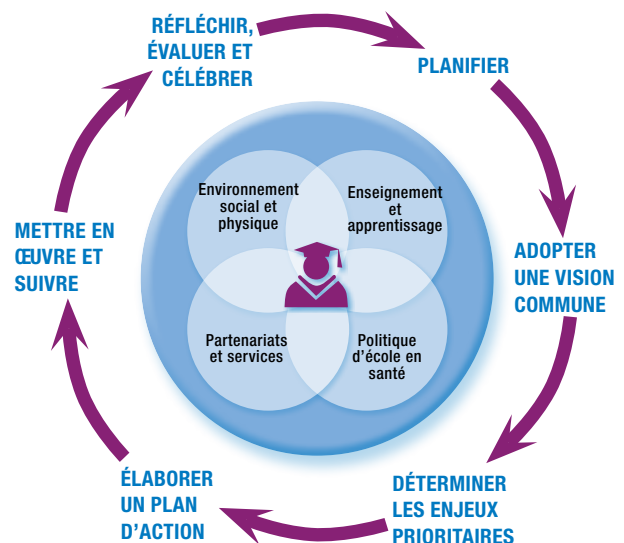 RÉFLÉCHIR,
ÉVALUER ET
CÉLÉBRER
PLANIFIER
ADOPTER
UNE VISION
COMMUNE
DÉTERMINER
LES ENJEUX
PRIORITAIRES
ÉLABORER
UN PLAN
D’ACTION
METTRE EN
ŒUVRE ET
SUIVRE
Environnement
social et
physique
Enseignement
et
apprentissage
Partenariats
et services
Politique
d’école en
santé